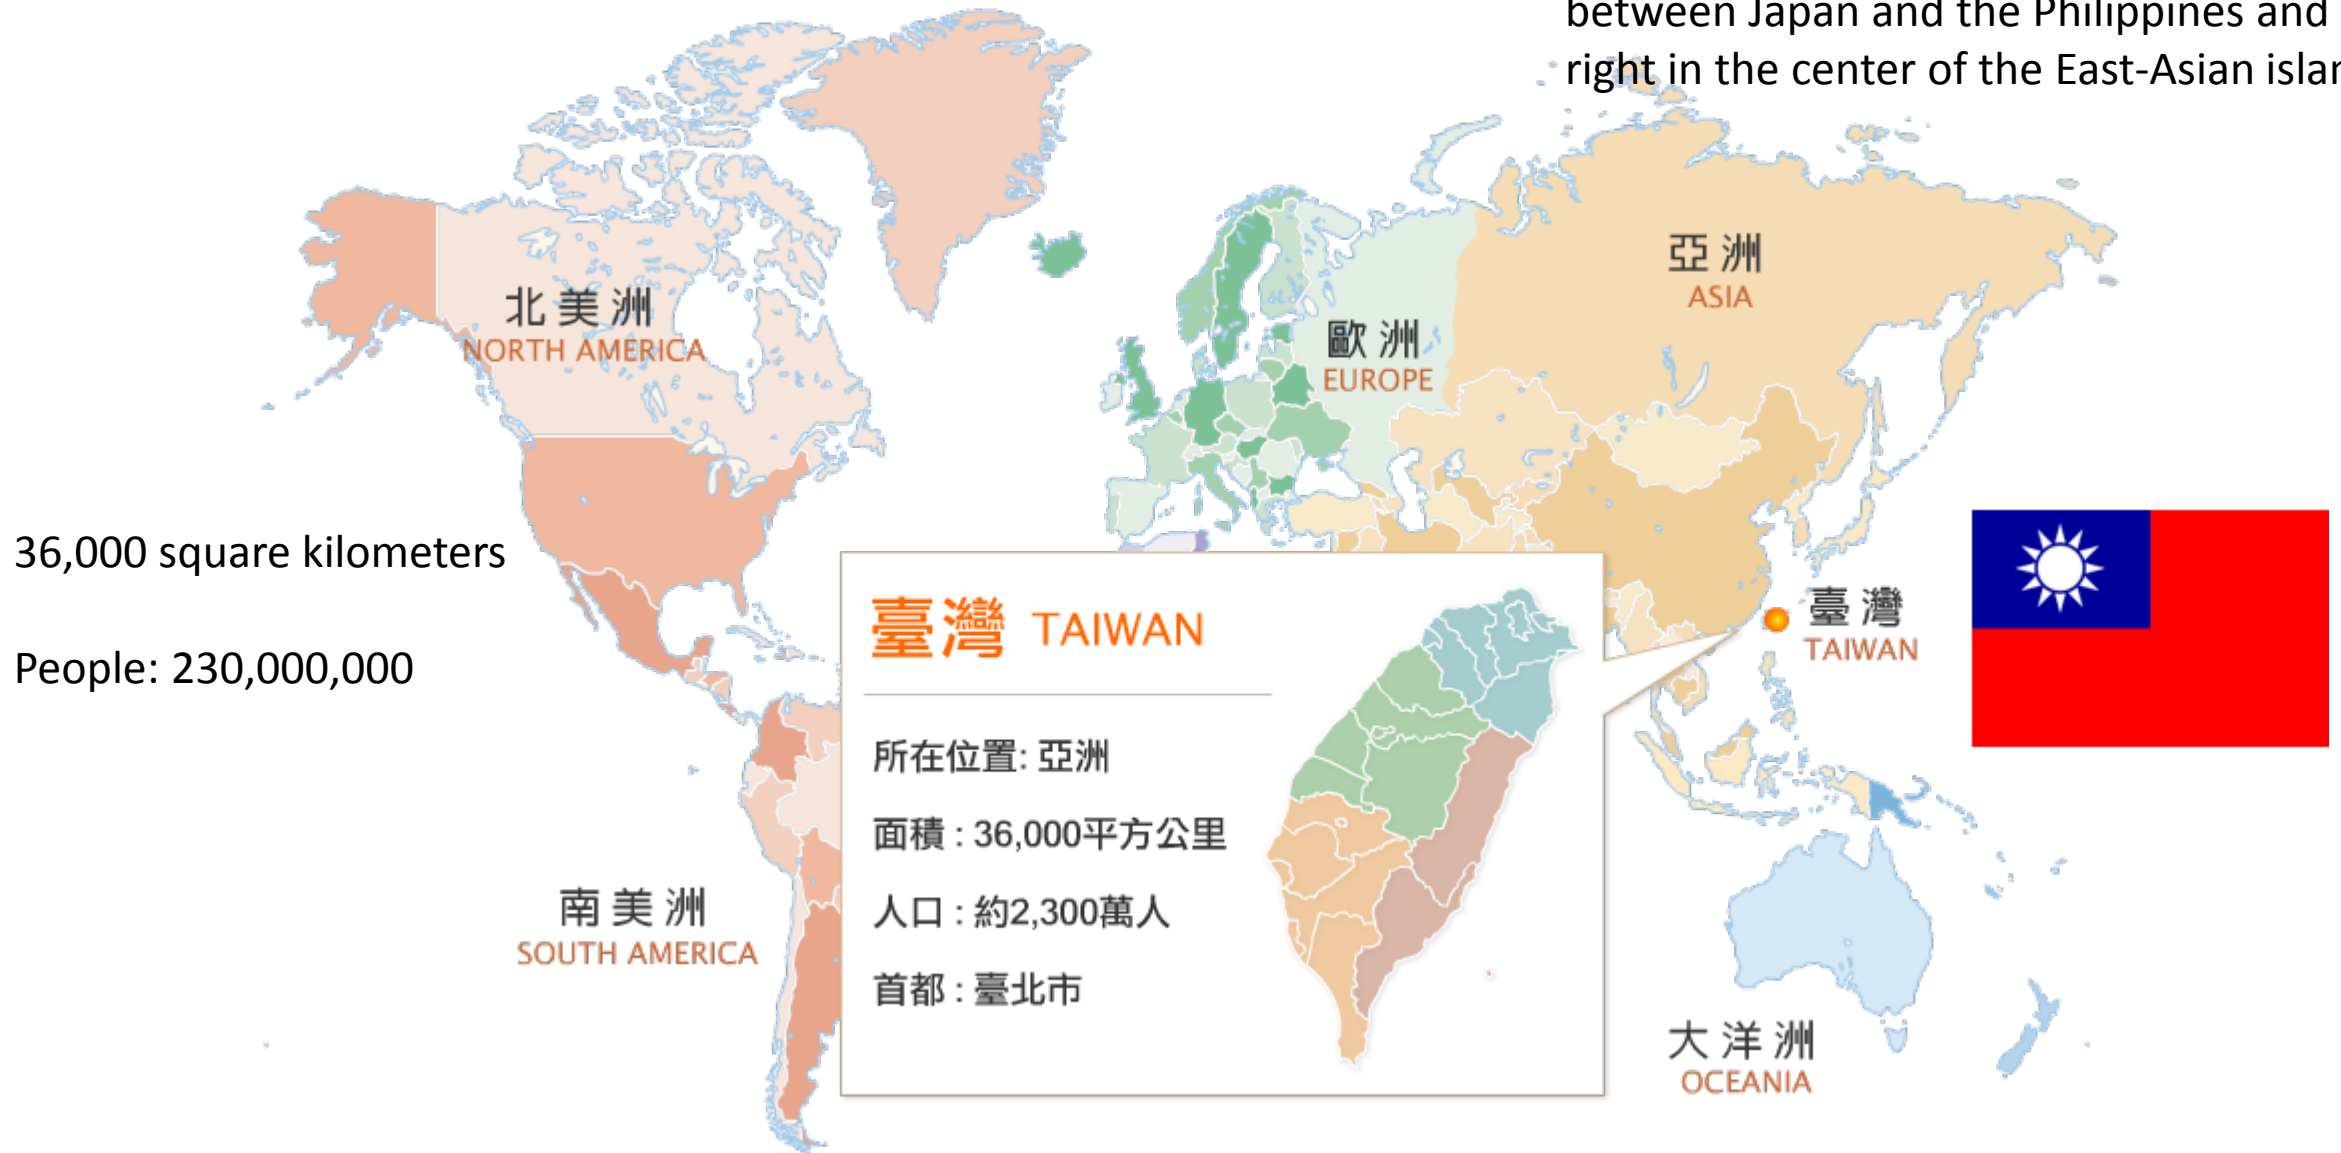 between Japan and the Philippines and
right in the center of the East-Asian
亞洲
ASIA
北美洲
NORTH AMERICA
歐洲
EUROPE
36,000 square kilometers
People: 230,000,000
臺灣 TAIWAN
所在位置: 亞洲
面積 : 36,000平方公里
人口 : 約2,300萬人
首都 : 臺北市
臺灣
TAIWAN
南美洲
SOUTH AMERICA
大洋洲
OCEANIA